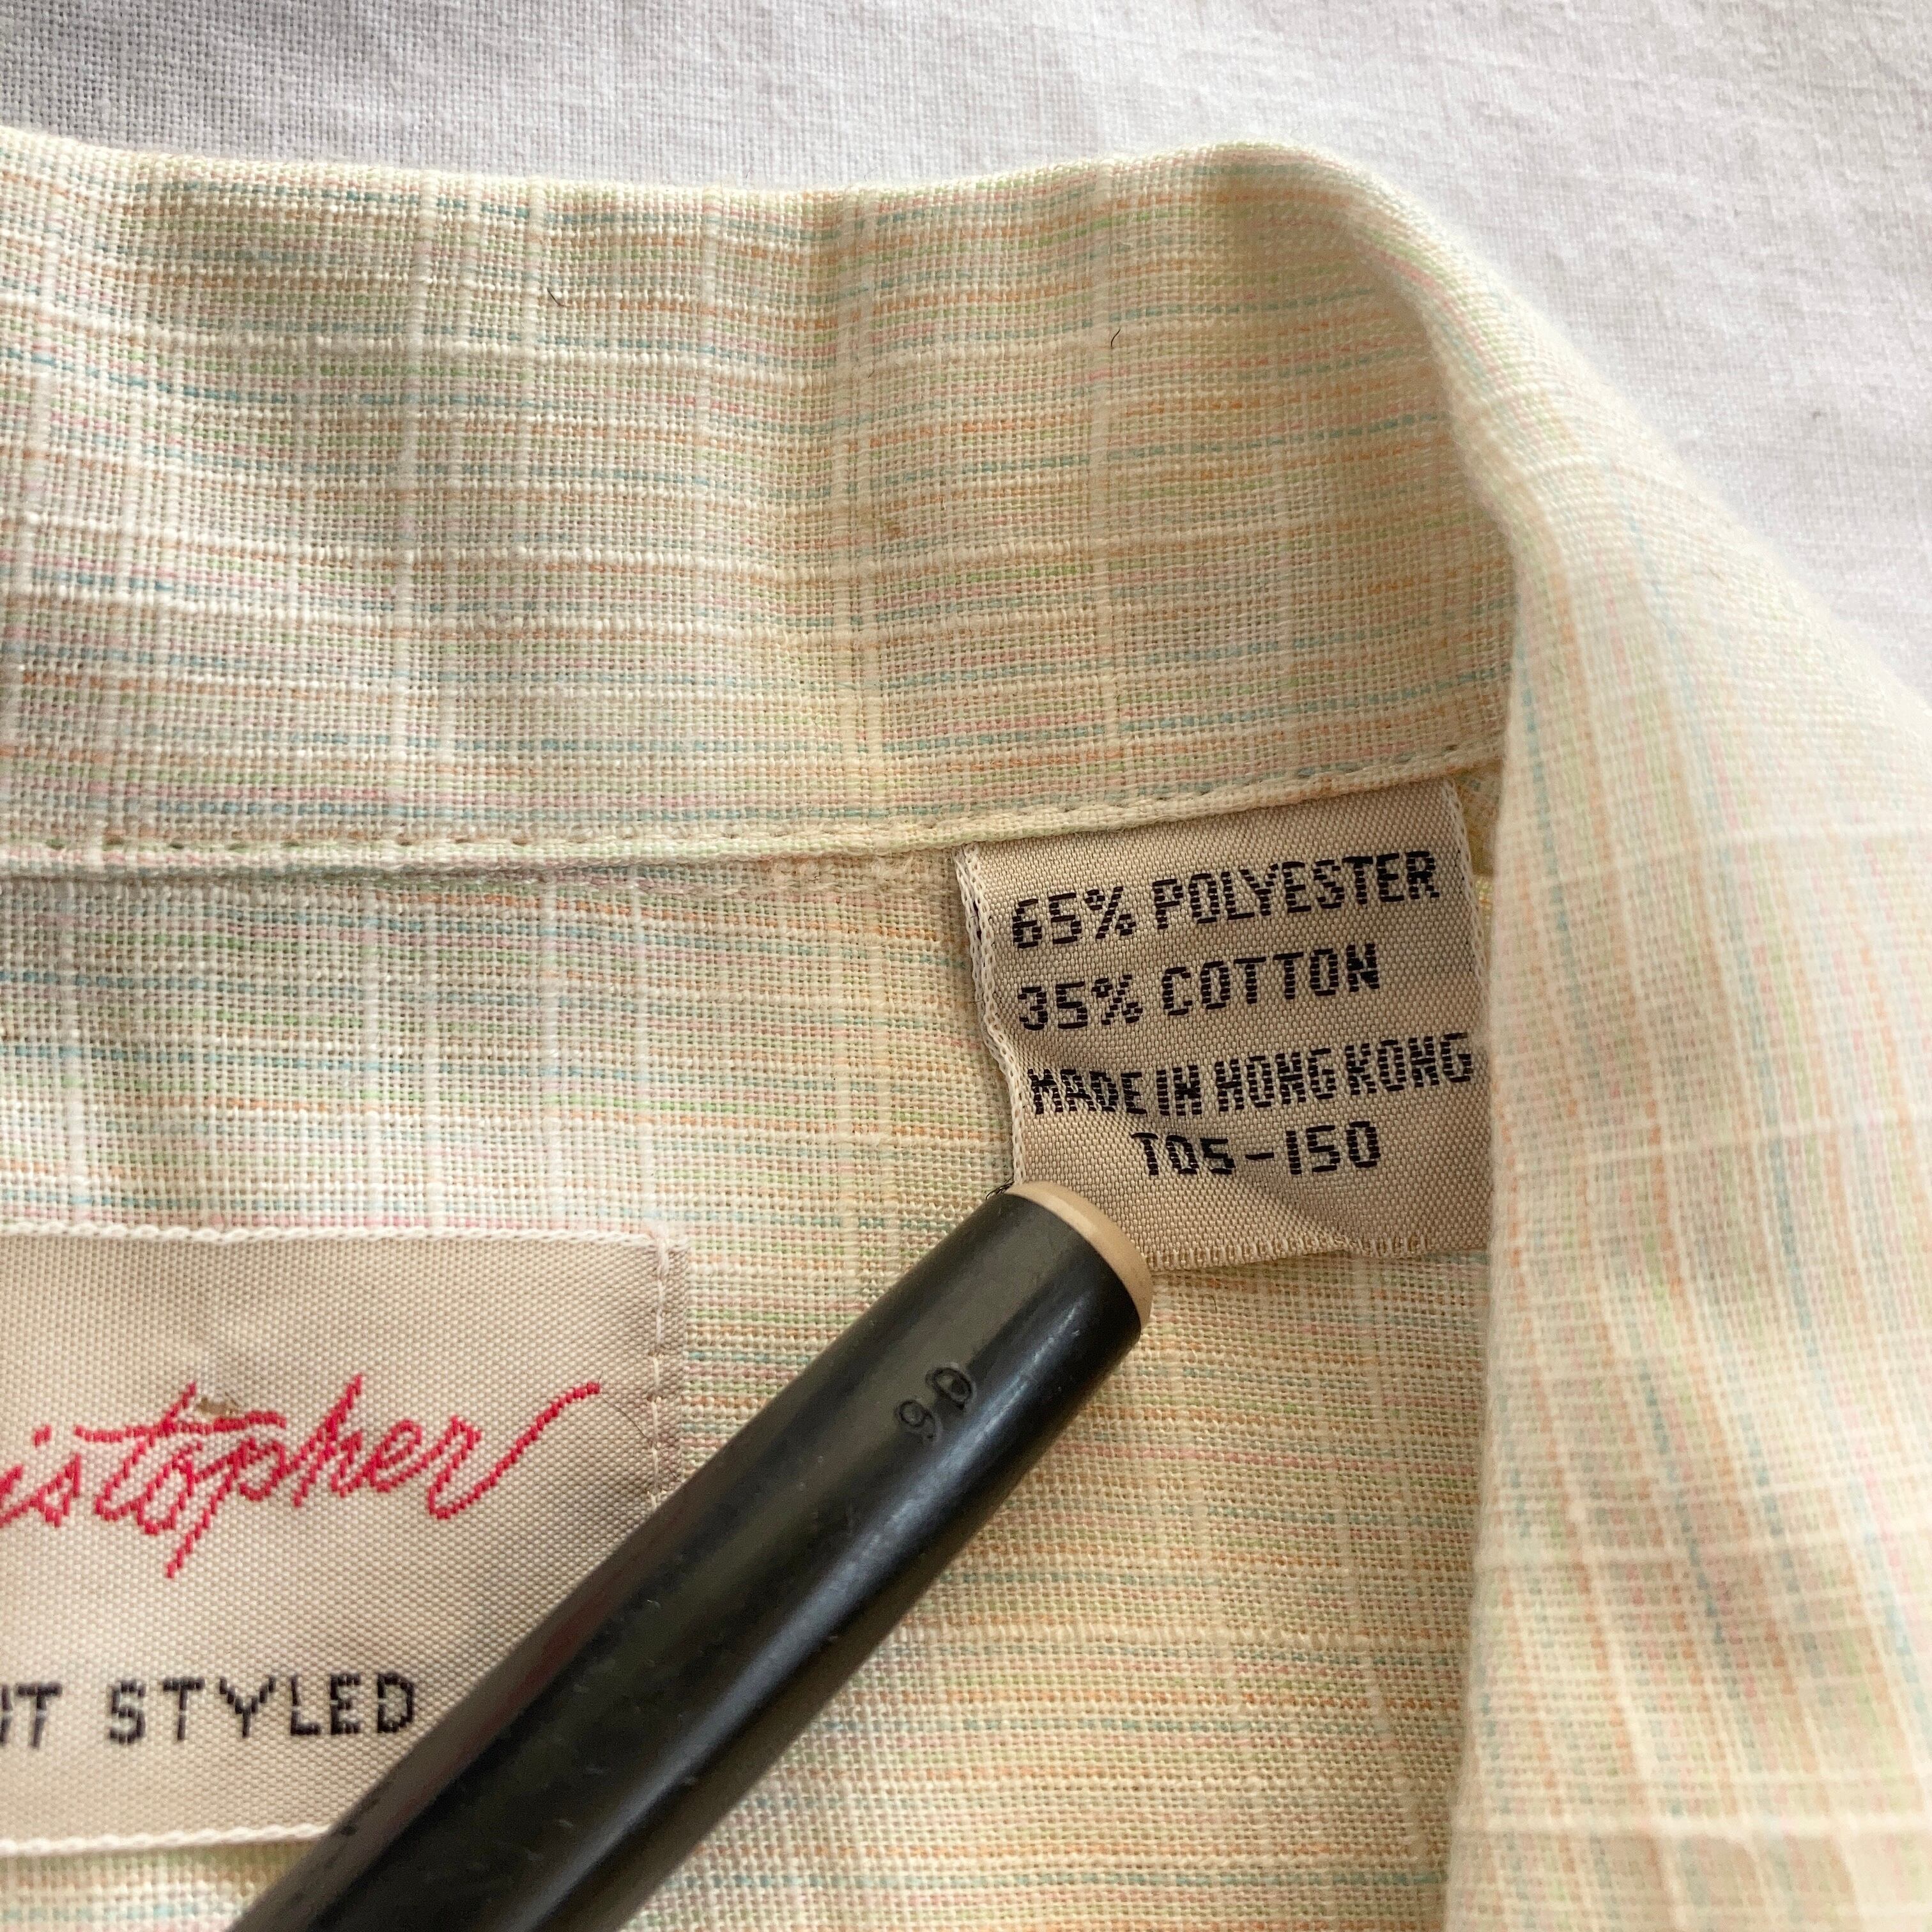 65% POLYESTER
35% COTTON
MADE IN HONG KONG
T05-150
istopher
STYLED